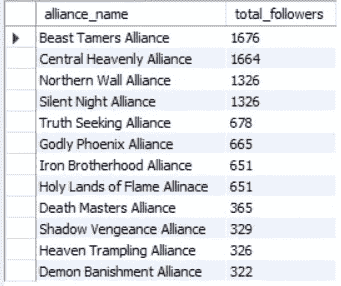 alliance_name total_followers
Beast Tamers Alliance 1676
Central Heavenly Alliance 1664
Northern Wall Alliance 1326
Silent Night Alliance 1326
Truth Seeking Alliance 678
Godly Phoenix Alliance 665
Iron Brotherhood Alliance 651
Holy Lands of Flame Allinace 651
Death Masters Alliance 365
Shadow Vengeance Alliance 329
Heaven Trampling Alliance 326
Demon Banishment Alliance 322